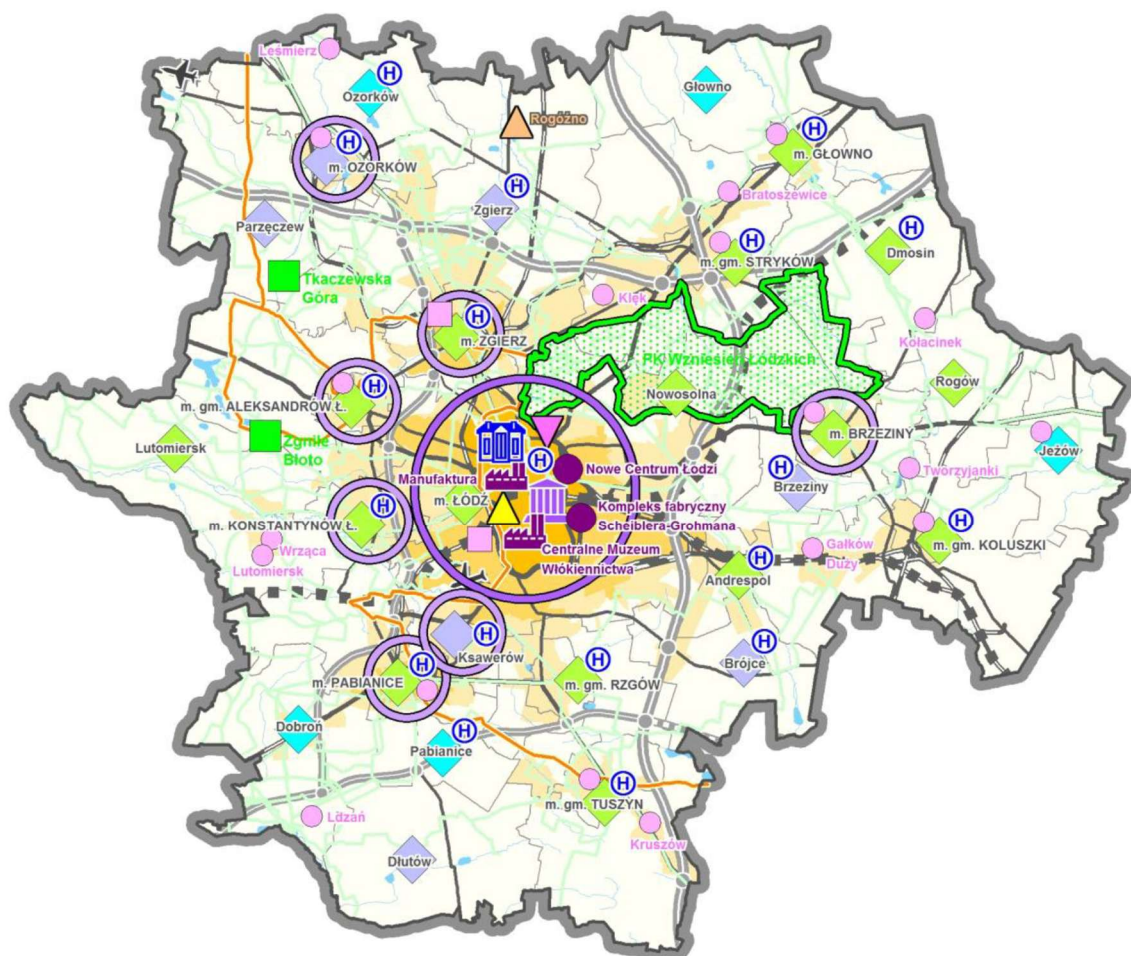 Leśmierz
H
Ozorków
Głowno
Rogóźno
H
H
m. GŁOWNO
H
m. OZORKÓW
Bratoszewice
H
Zgierz
Parzęczew
H
Dmosin
H
m. gm. STRYKÓW
Tkaczewska
Góra
Klęk
H
m. ZGIERZ
Kołacinek
PK Wzniesień Łódzkich
Rogów
Nowosolna
H
m. gm. ALEKSANDRÓW Ł.
H
m. BRZEZINY
Zgniłe
Błoto
Lutomiersk
Jeżów
H
Nowe Centrum Łodzi
Tworzyjanki
Manufaktura
H
Brzeziny
m. ŁÓDŹ
H
m. KONSTANTYNÓW Ł.
Kompleks fabryczny
Scheiblera-Grohmana
H
m. gm. KOLUSZKI
Wrząca
Lutomiersk
Centralne Muzeum
Włókiennictwa
Gałków
Duży
H
Andrespol
H
Ksawerów
H
Brójce
H
m. PABIANICE
H
m. gm. RZGÓW
Dobroń
H
Pabianice
H
m. gm. TUSZYN
Ldzań
Kruszów
Dłutów